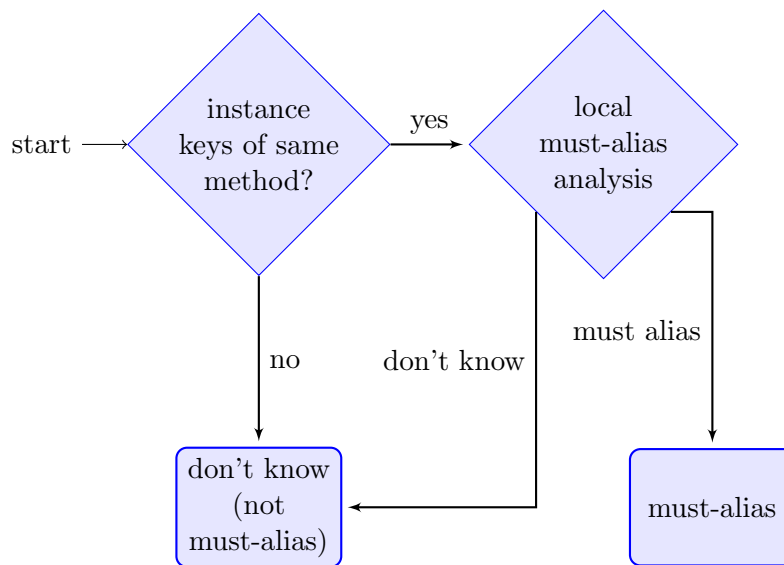 start
instance
keys of same
method?
yes
local
must-alias
analysis
no
don't know
must alias
don't know
(not
must-alias)
must-alias